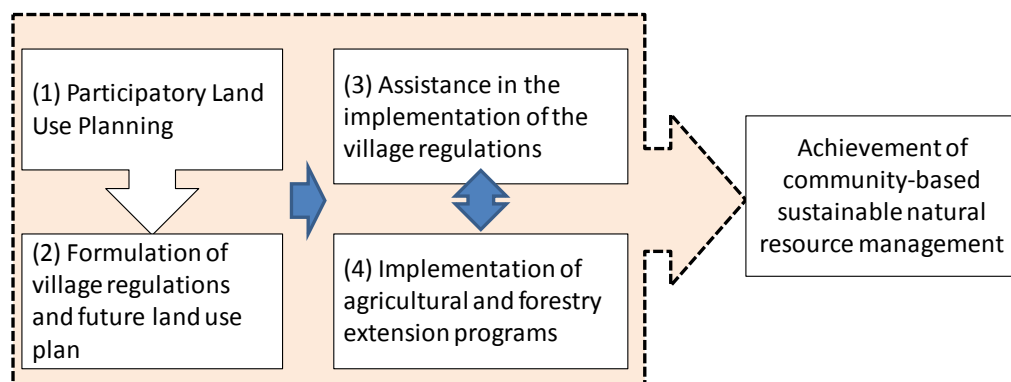 (1) Participatory Land
Use Planning
(2) Formulation of
village regulations
and future land use
plan
(3) Assistance in the
implementation of the
village regulations
(4) Implementation of
agricultural and forestry
extension programs
Achievement of
community-based
sustainable natural
resource management